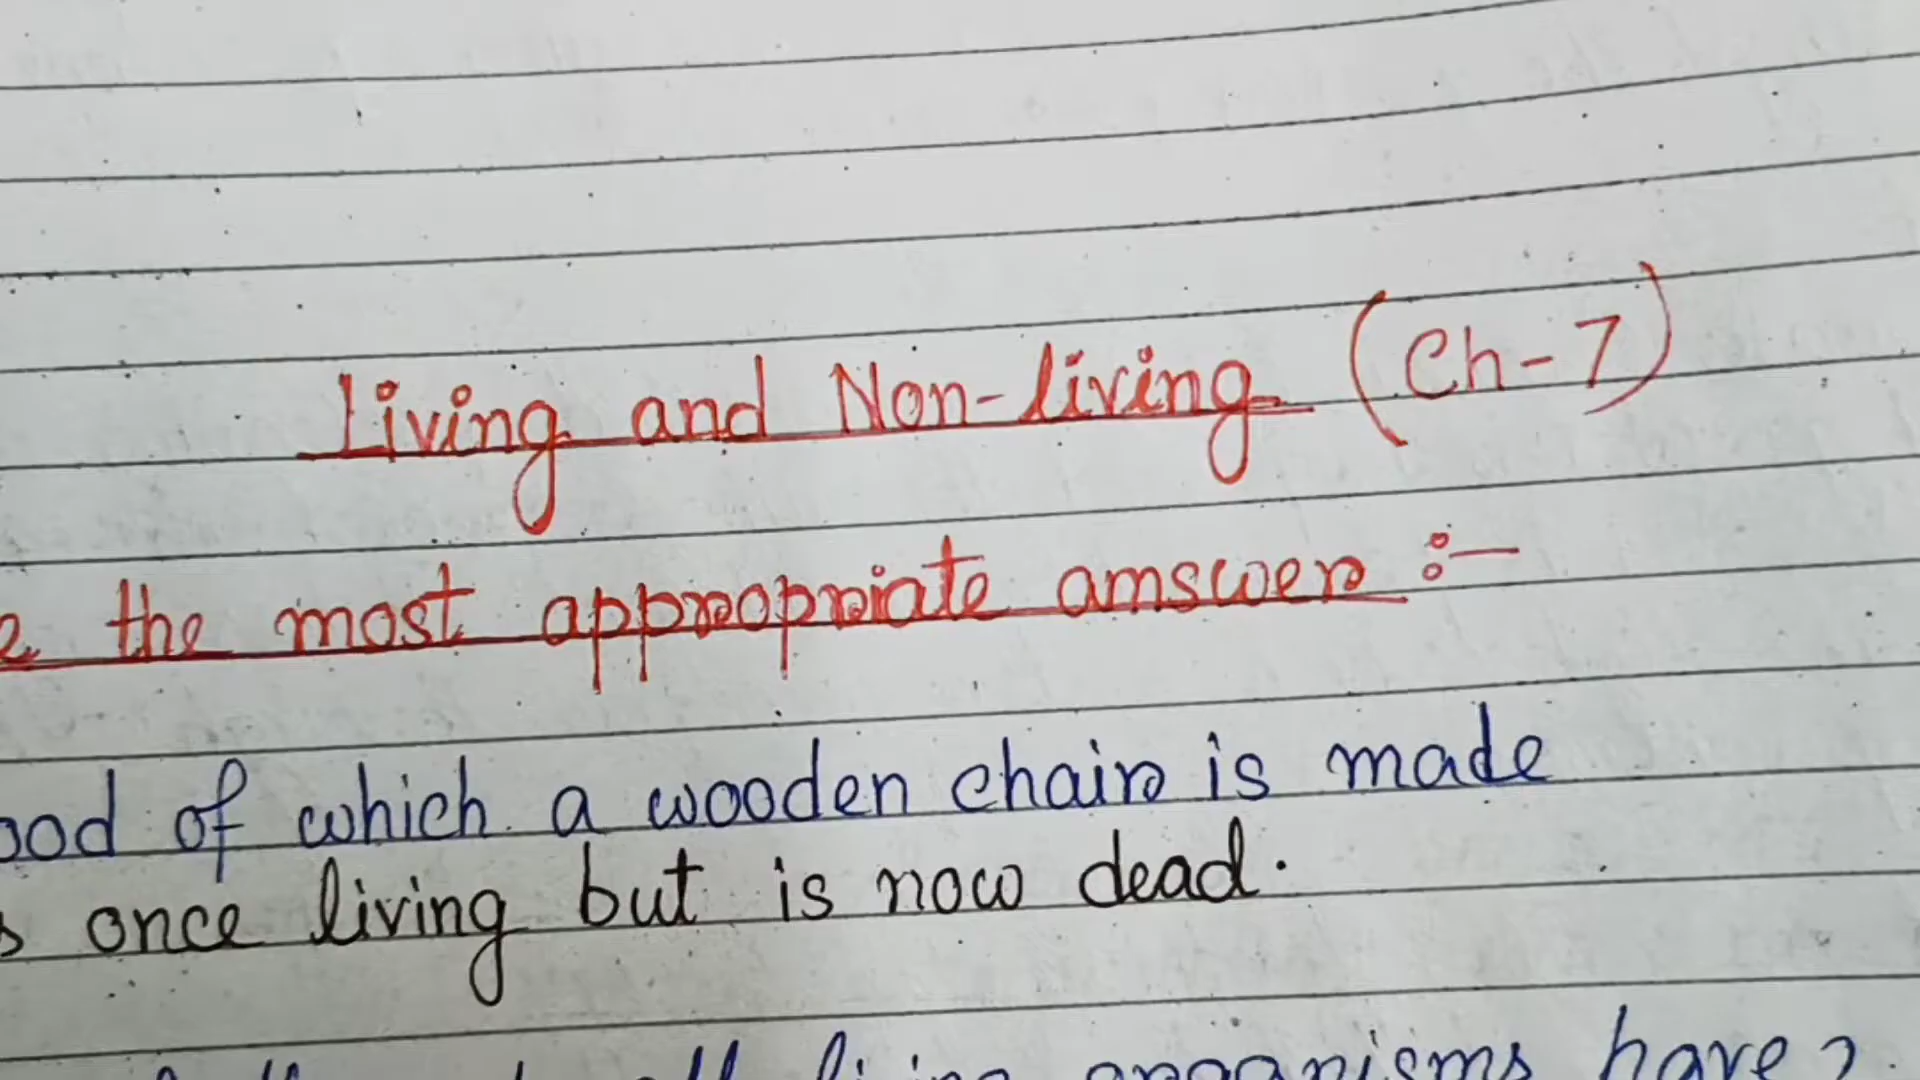 Living and Non-living (Ch-7)
the most appropriate answer :-
of which a wooden chair is made
once living but is now dead.
organisms have?